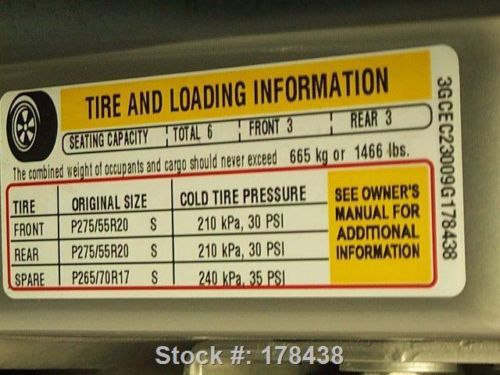 TIRE AND LOADING INFORMATION
SEATING CAPACITY TOTAL 6 FRONT 3 REAR 3
The combined weight of occupants and cargo should never exceed 665 kg or 1466 lbs.
TIRE ORIGINAL SIZE COLD TIRE PRESSURE
FRONT P275/55R20 S 210 kPa, 30 PSI
REAR P275/55R20 S 210 kPa, 30 PSI
SPARE P265/70R17 S 240 kPa, 35 PSI
SEE OWNER'S
MANUAL FOR
ADDITIONAL
INFORMATION
3GCEC23009G178438
Stock #: 178438